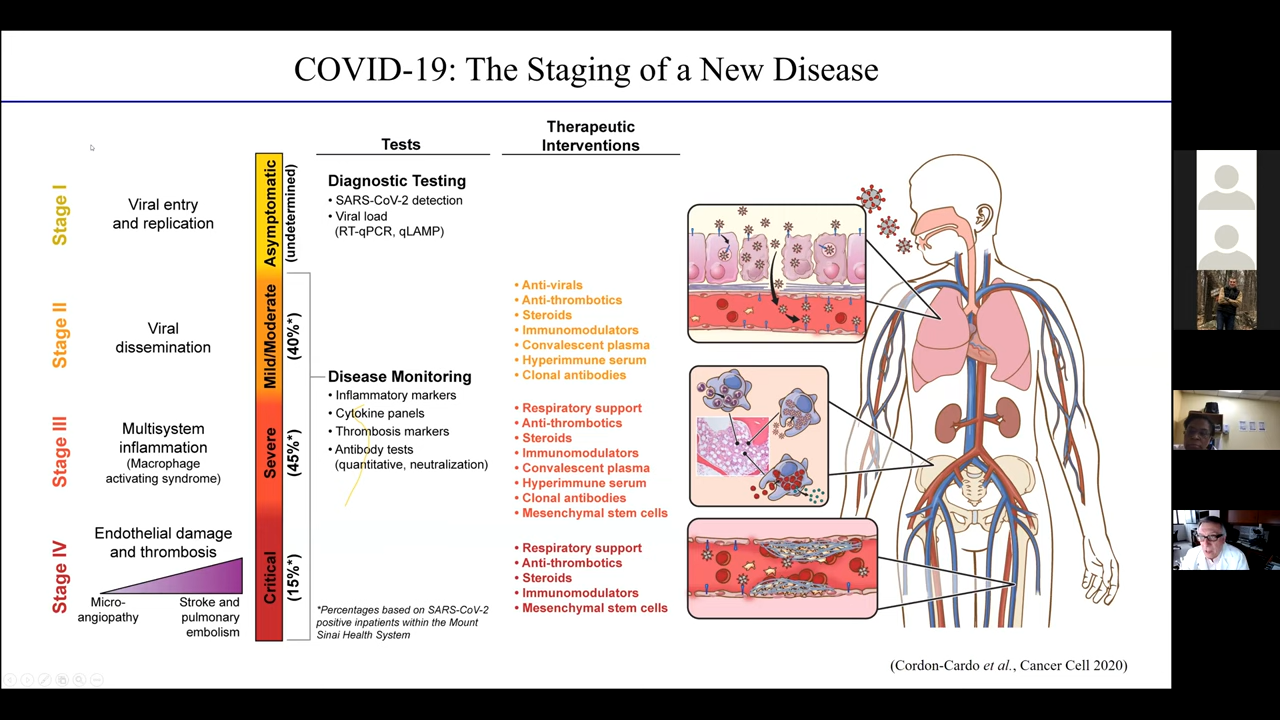 COVID-19: The Staging of a New Disease
Tests
Therapeutic
Interventions
Stage I
Viral entry
and replication
Asymptomatic
(undetermined)
Diagnostic Testing
• SARS-CoV-2 detection
• Viral load
(RT-qPCR, qLAMP)
Stage II
Viral
dissemination
Mild/Moderate
(40%*)
• Anti-virals
• Anti-thrombotics
• Steroids
• Immunomodulators
• Convalescent plasma
• Hyperimmune serum
• Clonal antibodies
Stage III
Multisystem
inflammation
(Macrophage
activating syndrome)
Severe
(45%*)
Disease Monitoring
• Inflammatory markers
• Cytokine panels
• Thrombosis markers
• Antibody tests
(quantitative, neutralization)
• Respiratory support
• Anti-thrombotics
• Steroids
• Immunomodulators
• Convalescent plasma
• Hyperimmune serum
• Clonal antibodies
• Mesenchymal stem cells
Stage IV
Endothelial damage
and thrombosis
Micro-
angiopathy
Stroke and
pulmonary
embolism
Critical
(15%*)
*Percentages based on SARS-CoV-2
positive inpatients within the Mount
Sinai Health System
• Respiratory support
• Anti-thrombotics
• Steroids
• Immunomodulators
• Mesenchymal stem cells
(Cordon-Cardo et al., Cancer Cell 2020)